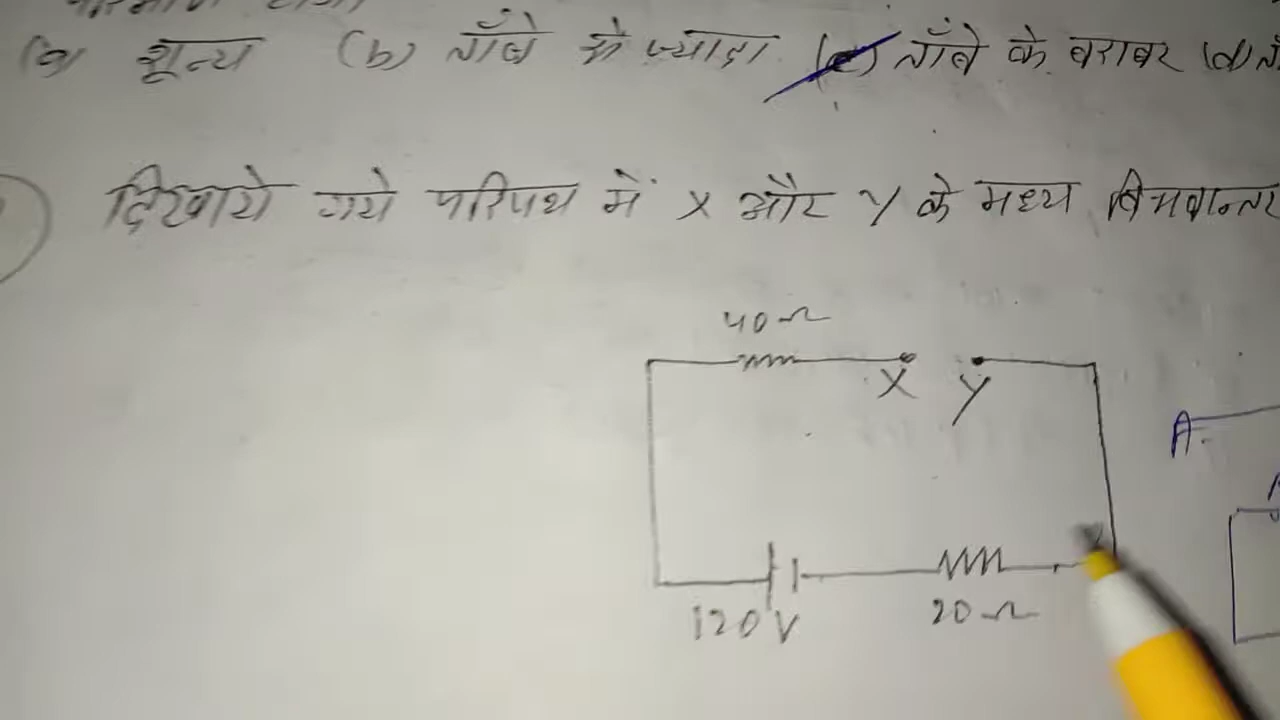 (a) शून्य (b) ताँबे से ज्यादा (c) ताँबे के बराबर (d)
दिखाये गये परिपथ में X और Y के मध्य विभवान्तर
40Ω
X Y
A.
120V
20Ω